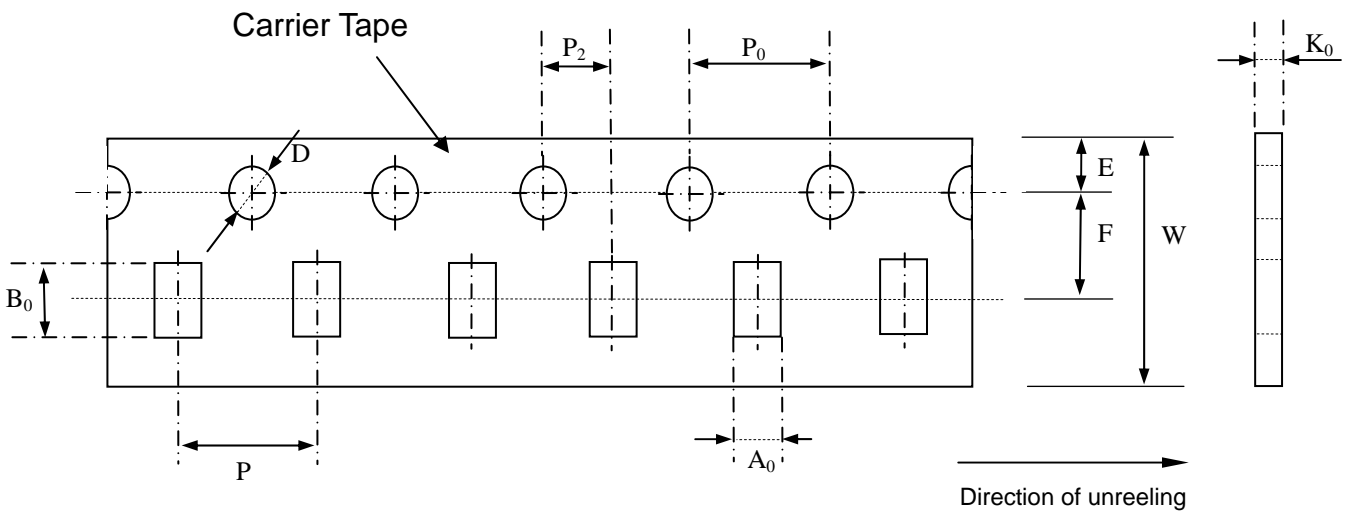 Carrier Tape
P₂
P₀
K₀
D
E
F
W
B₀
P
A₀
Direction of unreeling